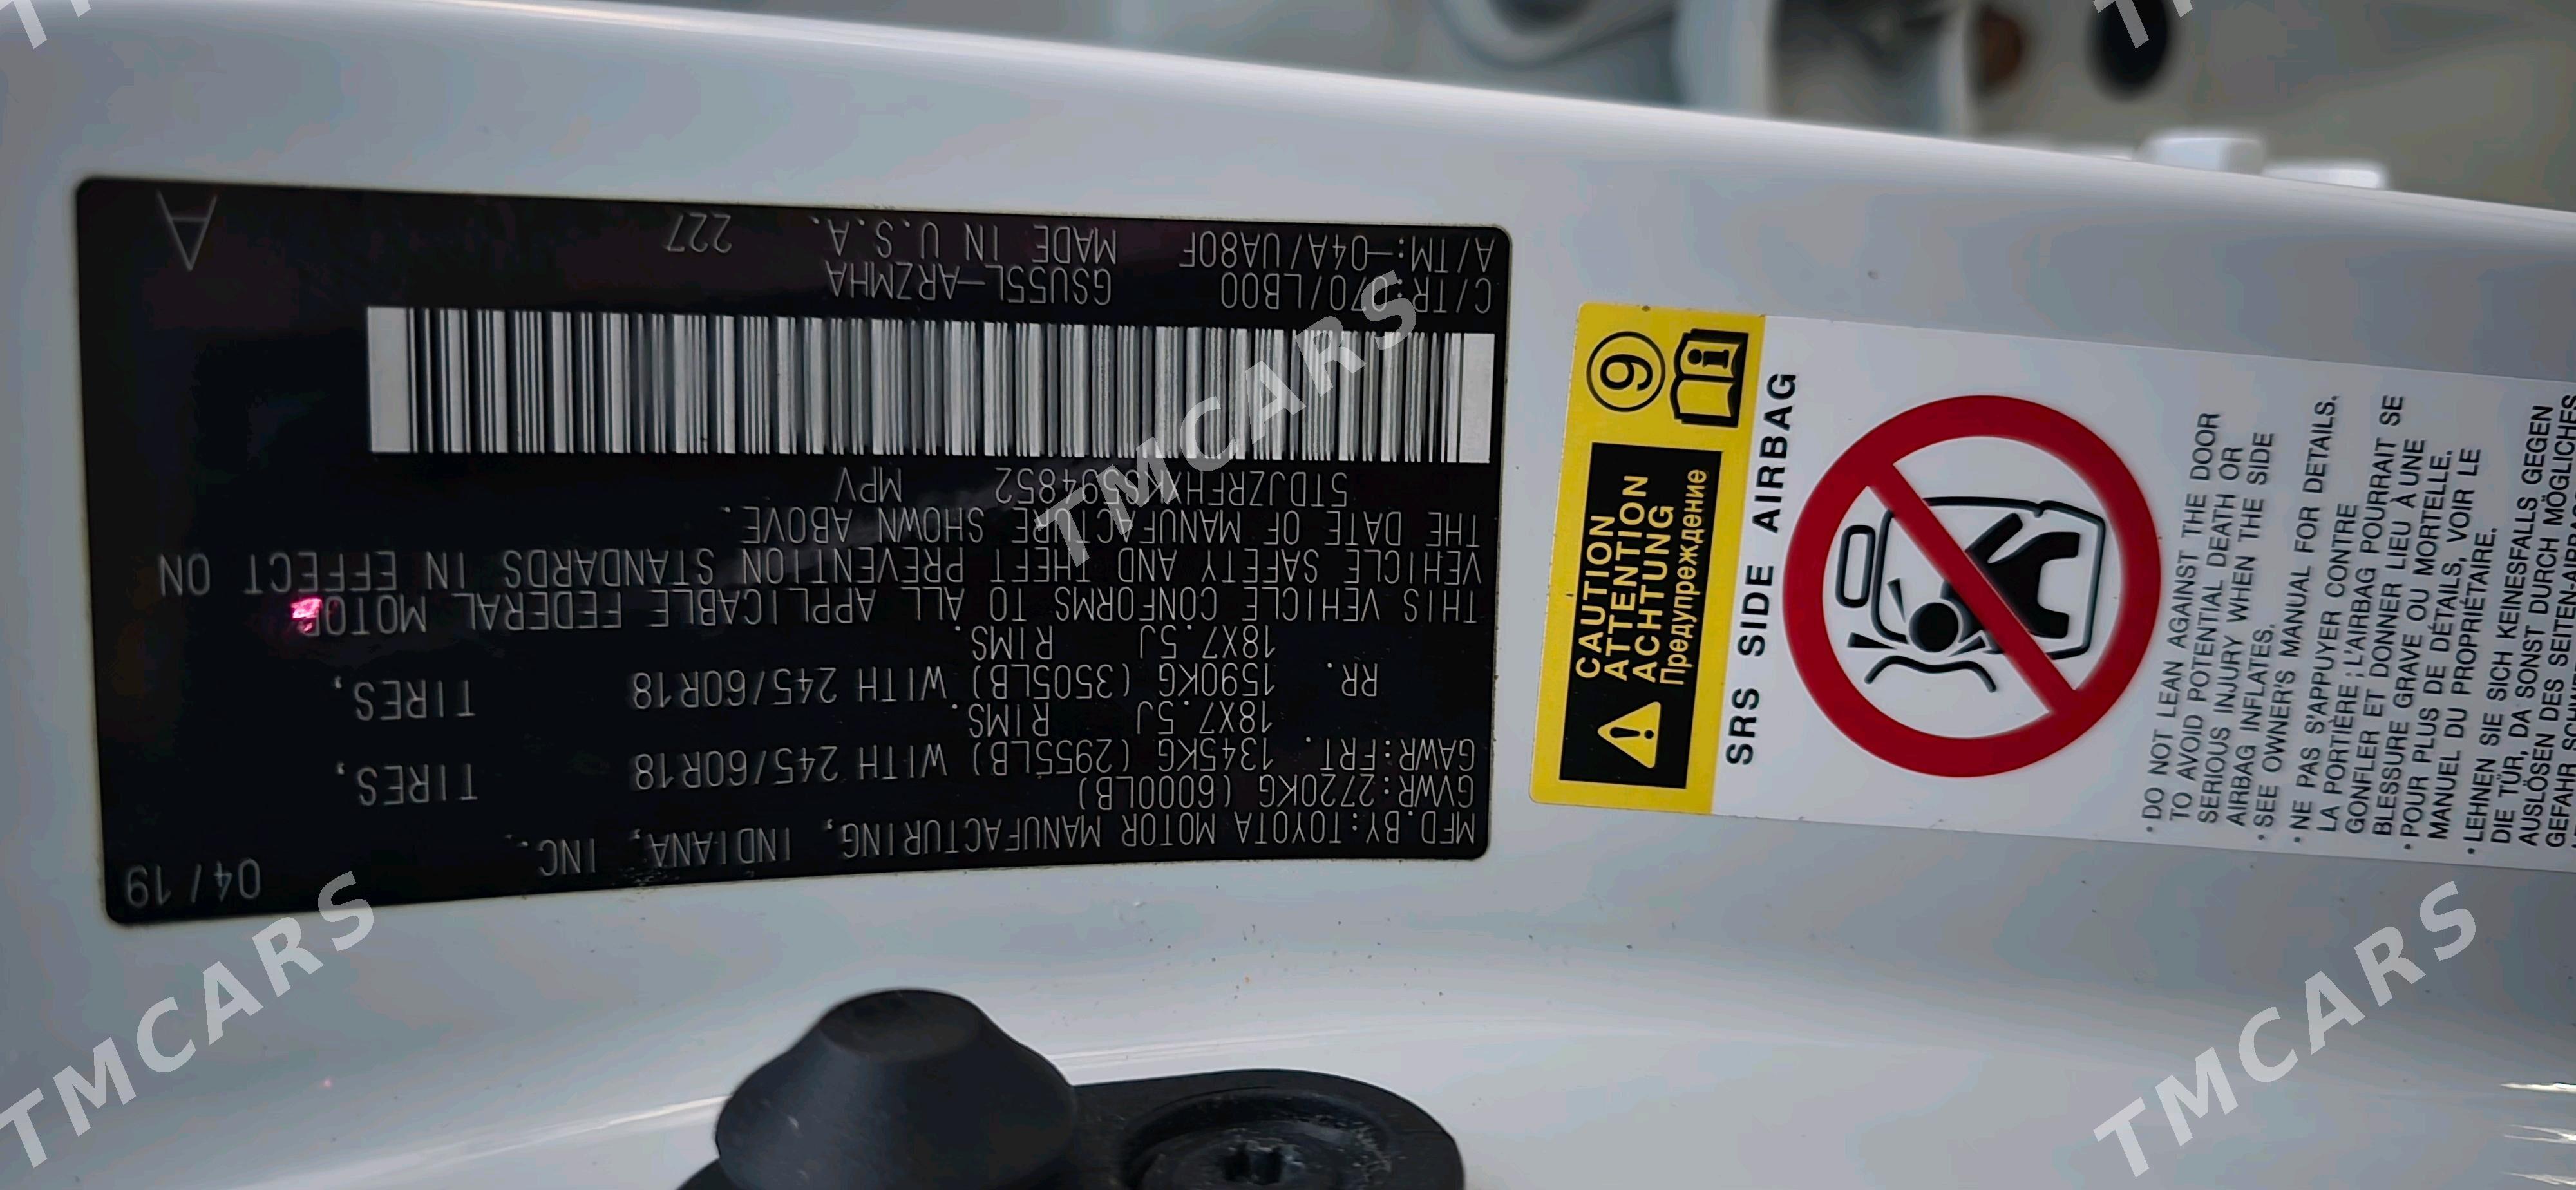 04/19
MFD.BY:TOYOTA MOTOR MANUFACTURING, INDIANA, INC.
GVWR:2720KG (6000LB)
GAWR:FRT. 1345KG (2955LB) WITH 245/60R18 TIRES,
18X7.5J RIMS.
RR. 1590KG (3505LB) WITH 245/60R18 TIRES,
18X7.5J RIMS.
THIS VEHICLE CONFORMS TO ALL APPLICABLE FEDERAL MOTOR
VEHICLE SAFETY AND THEFT PREVENTION STANDARDS IN EFFECT ON
THE DATE OF MANUFACTURE SHOWN ABOVE.
MPV
C/TR:070/LB00 GSU55L-ARZMHA
A/TM:-04A/UA80F MADE IN U.S.A. 227
A
CAUTION
ATTENTION
ACHTUNG
Предупреждение
SRS SIDE AIRBAG
• DO NOT LEAN AGAINST THE DOOR
TO AVOID POTENTIAL DEATH OR
SERIOUS INJURY WHEN THE SIDE
AIRBAG INFLATES.
• SEE OWNER'S MANUAL FOR DETAILS.
• NE PAS S'APPUYER CONTRE
LA PORTIÈRE ; L'AIRBAG POURRAIT SE
GONFLER ET DONNER LIEU À UNE
BLESSURE GRAVE OU MORTELLE.
• POUR PLUS DE DÉTAILS, VOIR LE
MANUEL DU PROPRIÉTAIRE.
• LEHNEN SIE SICH KEINESFALLS GEGEN
DIE TÜR, DA SONST DURCH MÖGLICHES
AUSLÖSEN DES SEITEN-AIRBAGS
GEFAHR
TMCARS
TMCARS
TMCARS